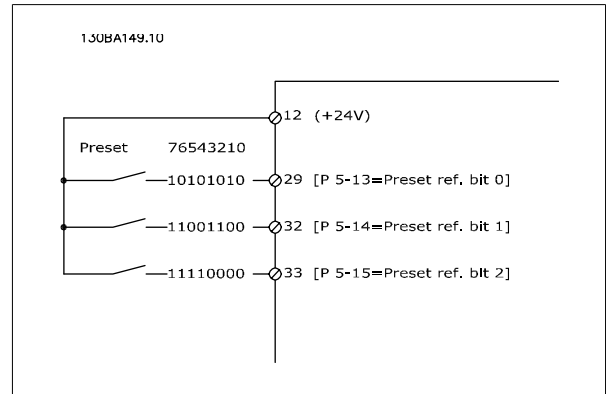 130BA149.10
12 (+24V)
Preset 76543210
10101010 29 [P 5-13=Preset ref. bit 0]
11001100 32 [P 5-14=Preset ref. bit 1]
11110000 33 [P 5-15=Preset ref. bit 2]